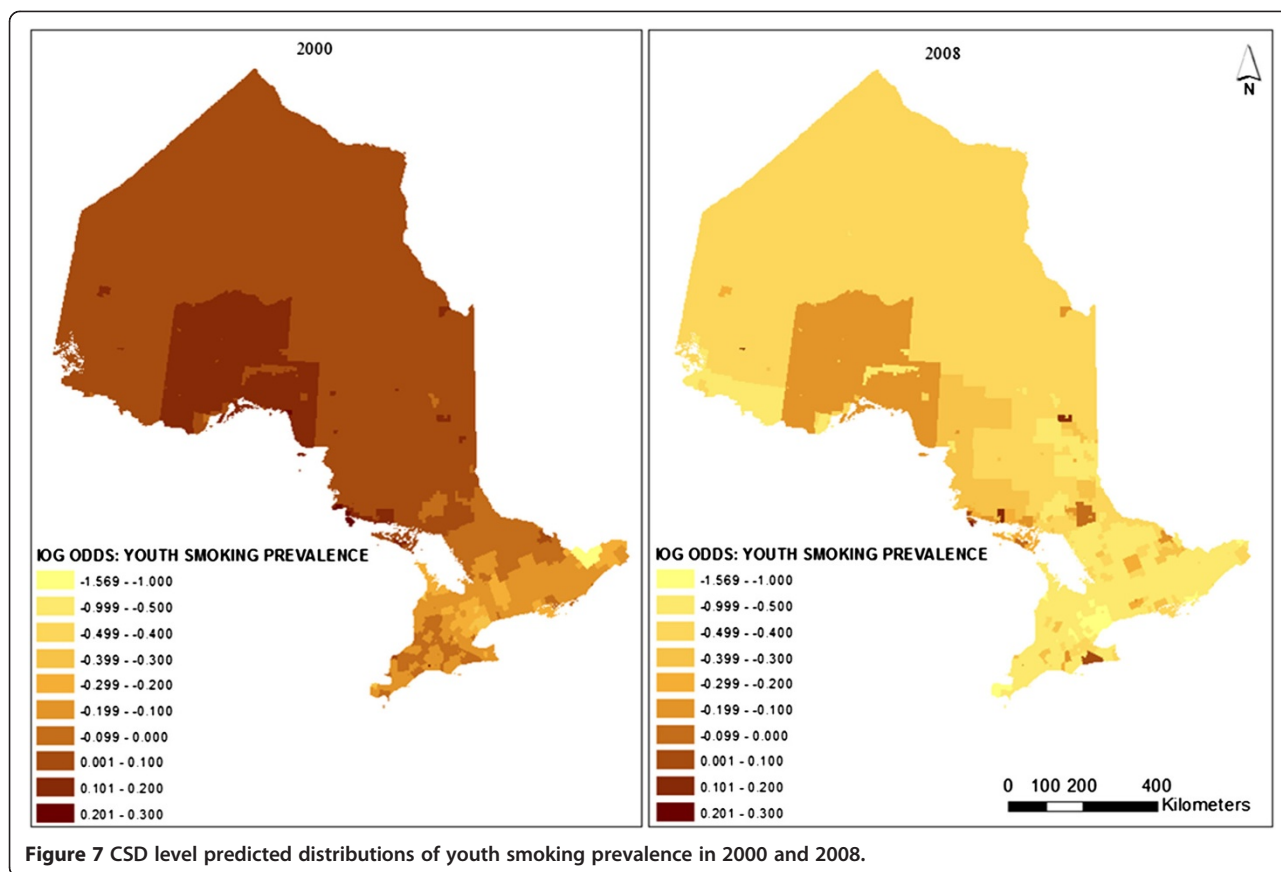 2000
IOG ODDS: YOUTH SMOKING PREVALENCE
-1.569 - -1.000
-0.999 - -0.500
-0.499 - -0.400
-0.399 - -0.300
-0.299 - -0.200
-0.199 - -0.100
-0.099 - 0.000
0.001 - 0.100
0.101 - 0.200
0.201 - 0.300
2008
N
IOG ODDS: YOUTH SMOKING PREVALENCE
-1.569 - -1.000
-0.999 - -0.500
-0.499 - -0.400
-0.399 - -0.300
-0.299 - -0.200
-0.199 - -0.100
-0.099 - 0.000
0.001 - 0.100
0.101 - 0.200
0.201 - 0.300
0 100 200 400
Kilometers
Figure 7 CSD level predicted distributions of youth smoking prevalence in 2000 and 2008.